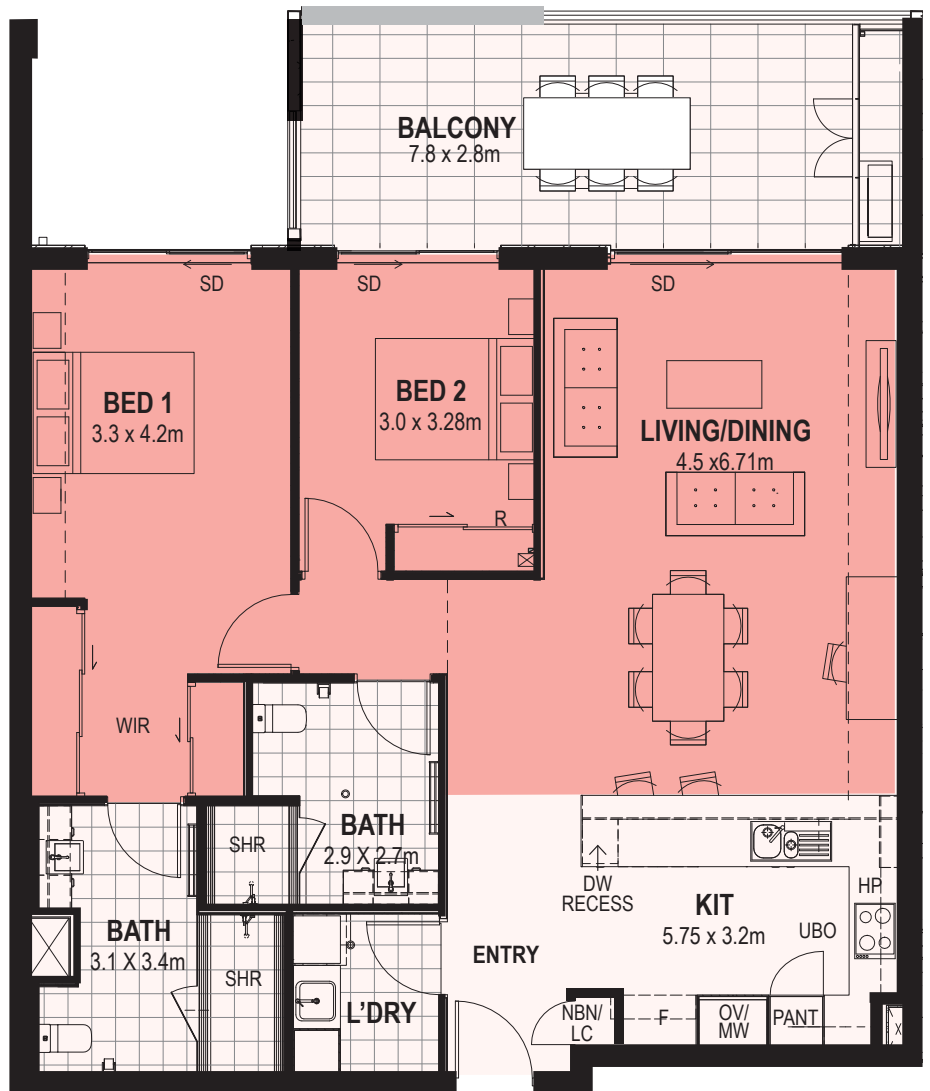 BALCONY
7.8 x 2.8m
SD
SD
SD
BED 1
3.3 x 4.2m
BED 2
3.0 x 3.28m
LIVING/DINING
4.5 x6.71m
R
WIR
BATH
2.9 X 2.7m
SHR
DW
RECESS
KIT
5.75 x 3.2m
HP
UBO
BATH
3.1 X 3.4m
SHR
ENTRY
L'DRY
NBN/
LC
F
OV/
MW
PANT